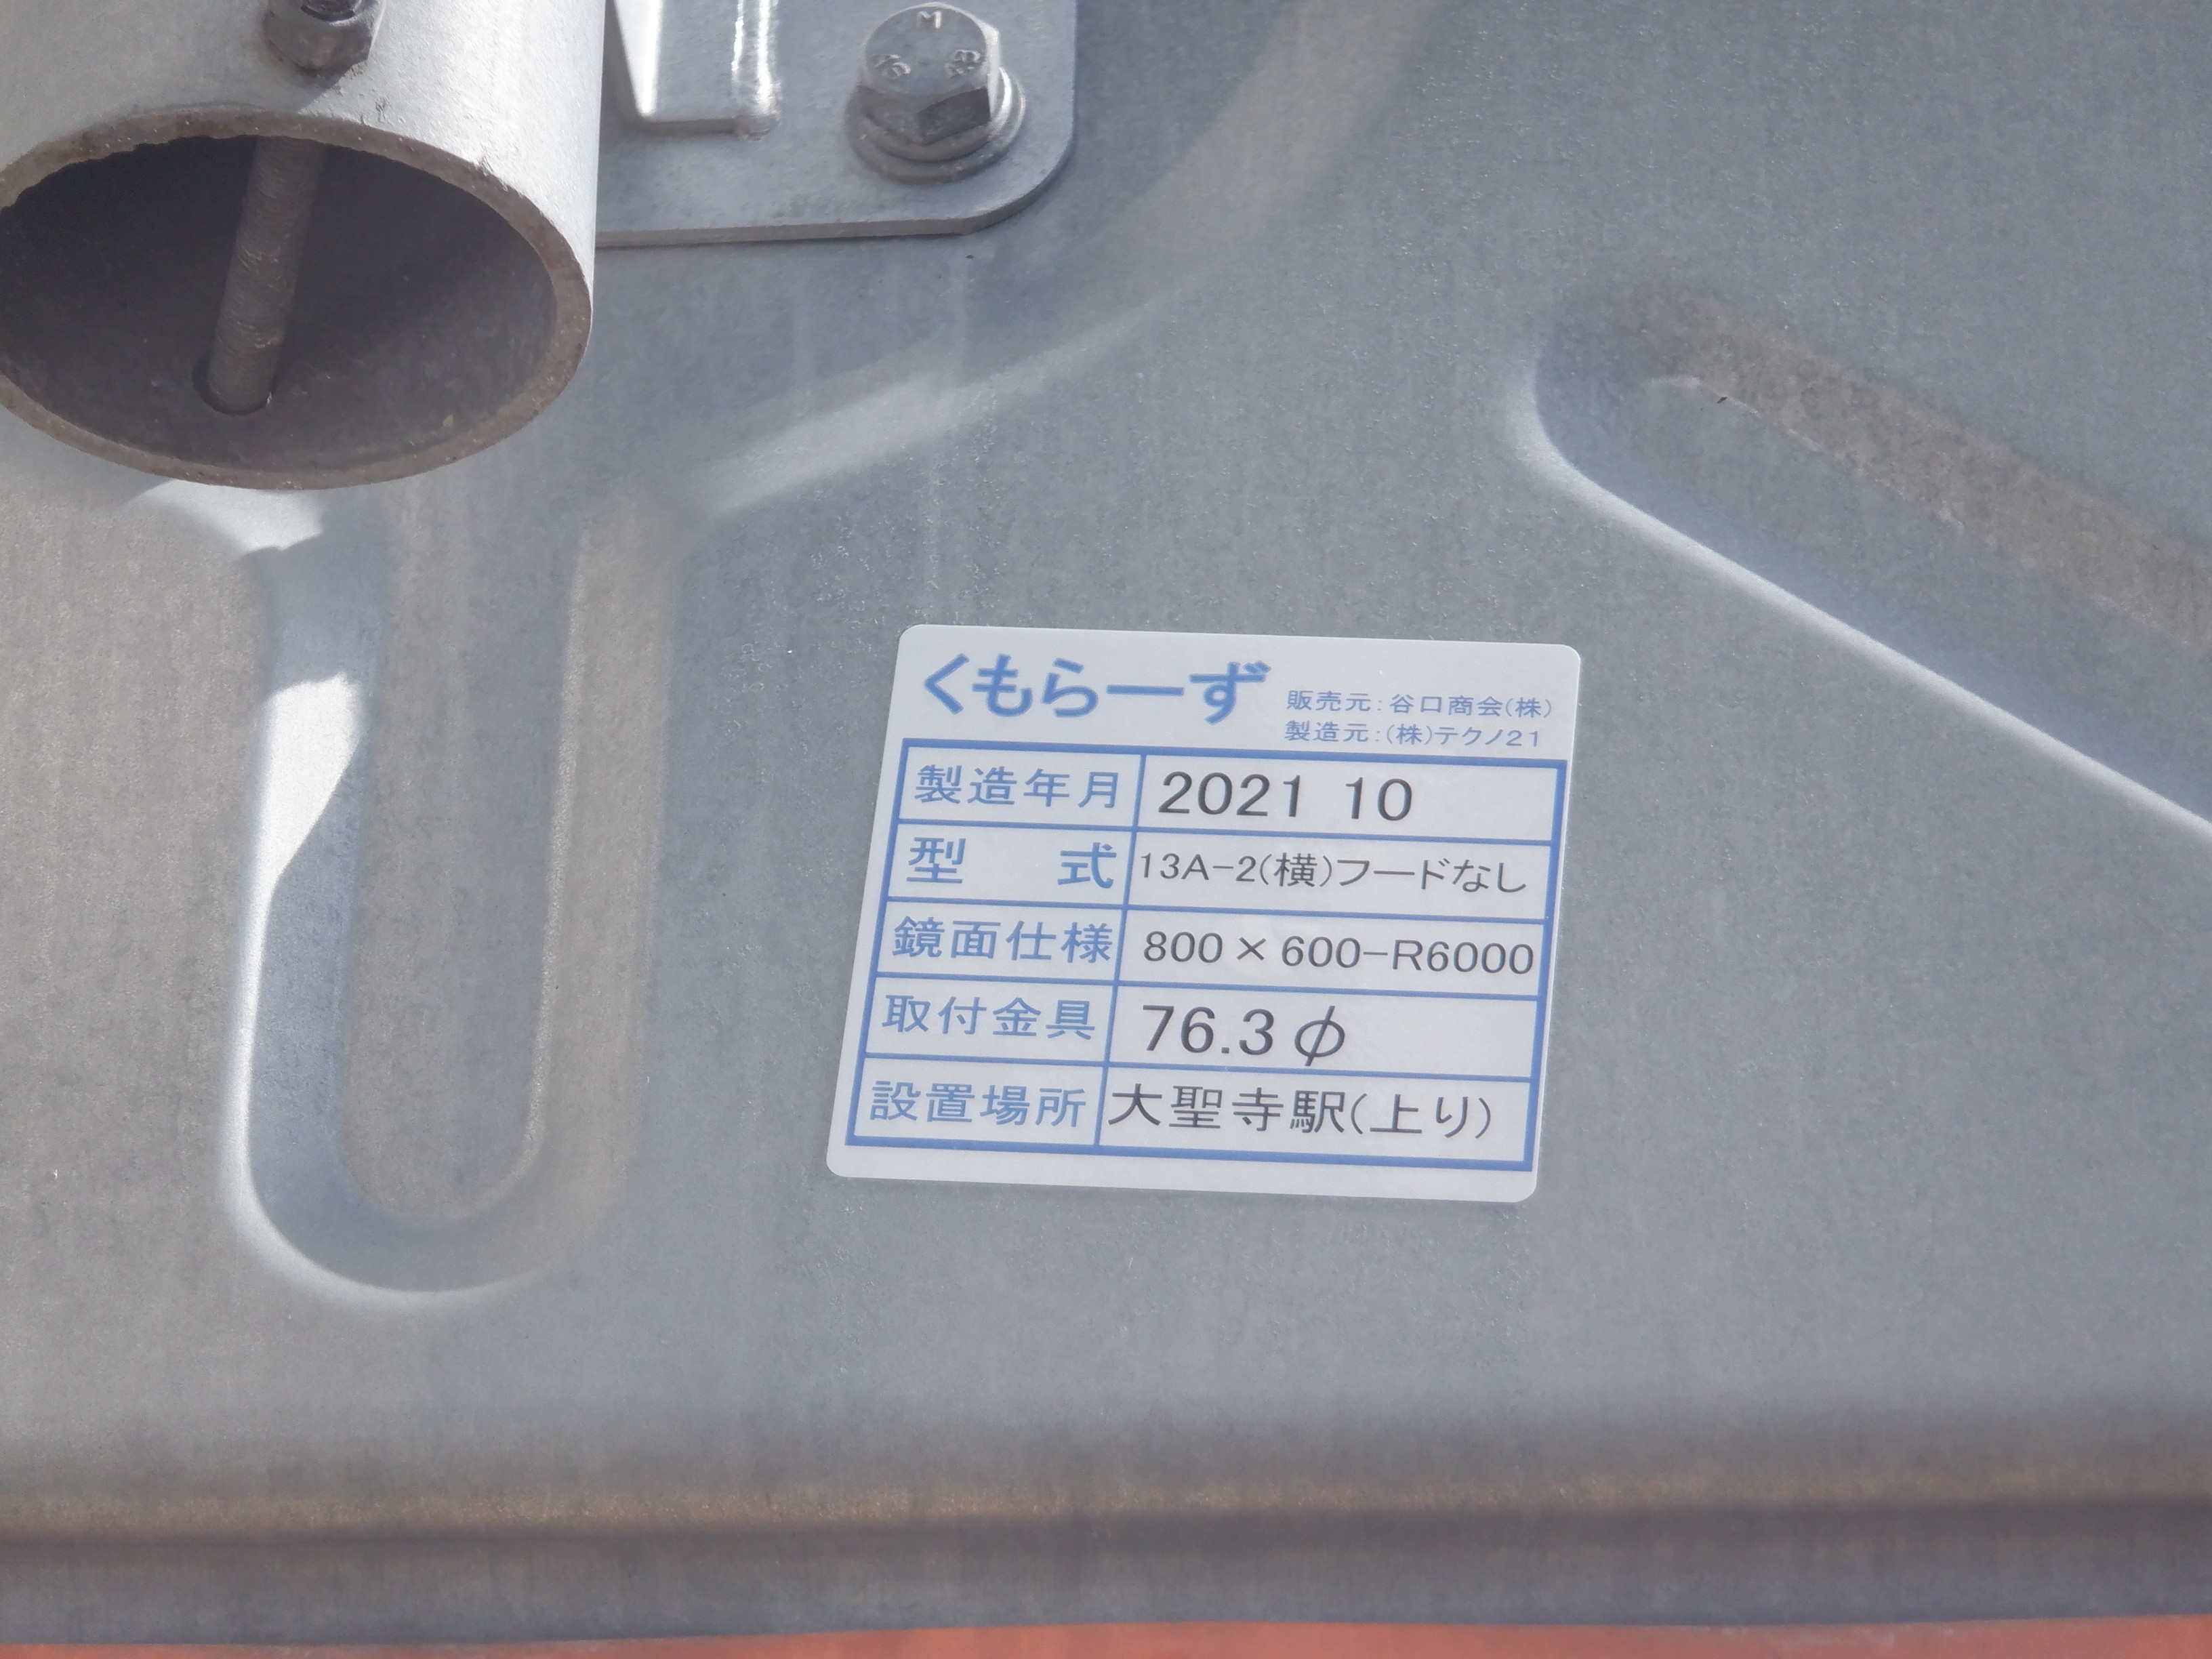 くもらーず
販売元:谷口商会(株)
製造元:(株)テクノ21
製造年月 2021 10
型 式 13A-2(横)フードなし
鏡面仕様 800×600-R6000
取付金具 76.3φ
設置場所 大聖寺駅(上り)